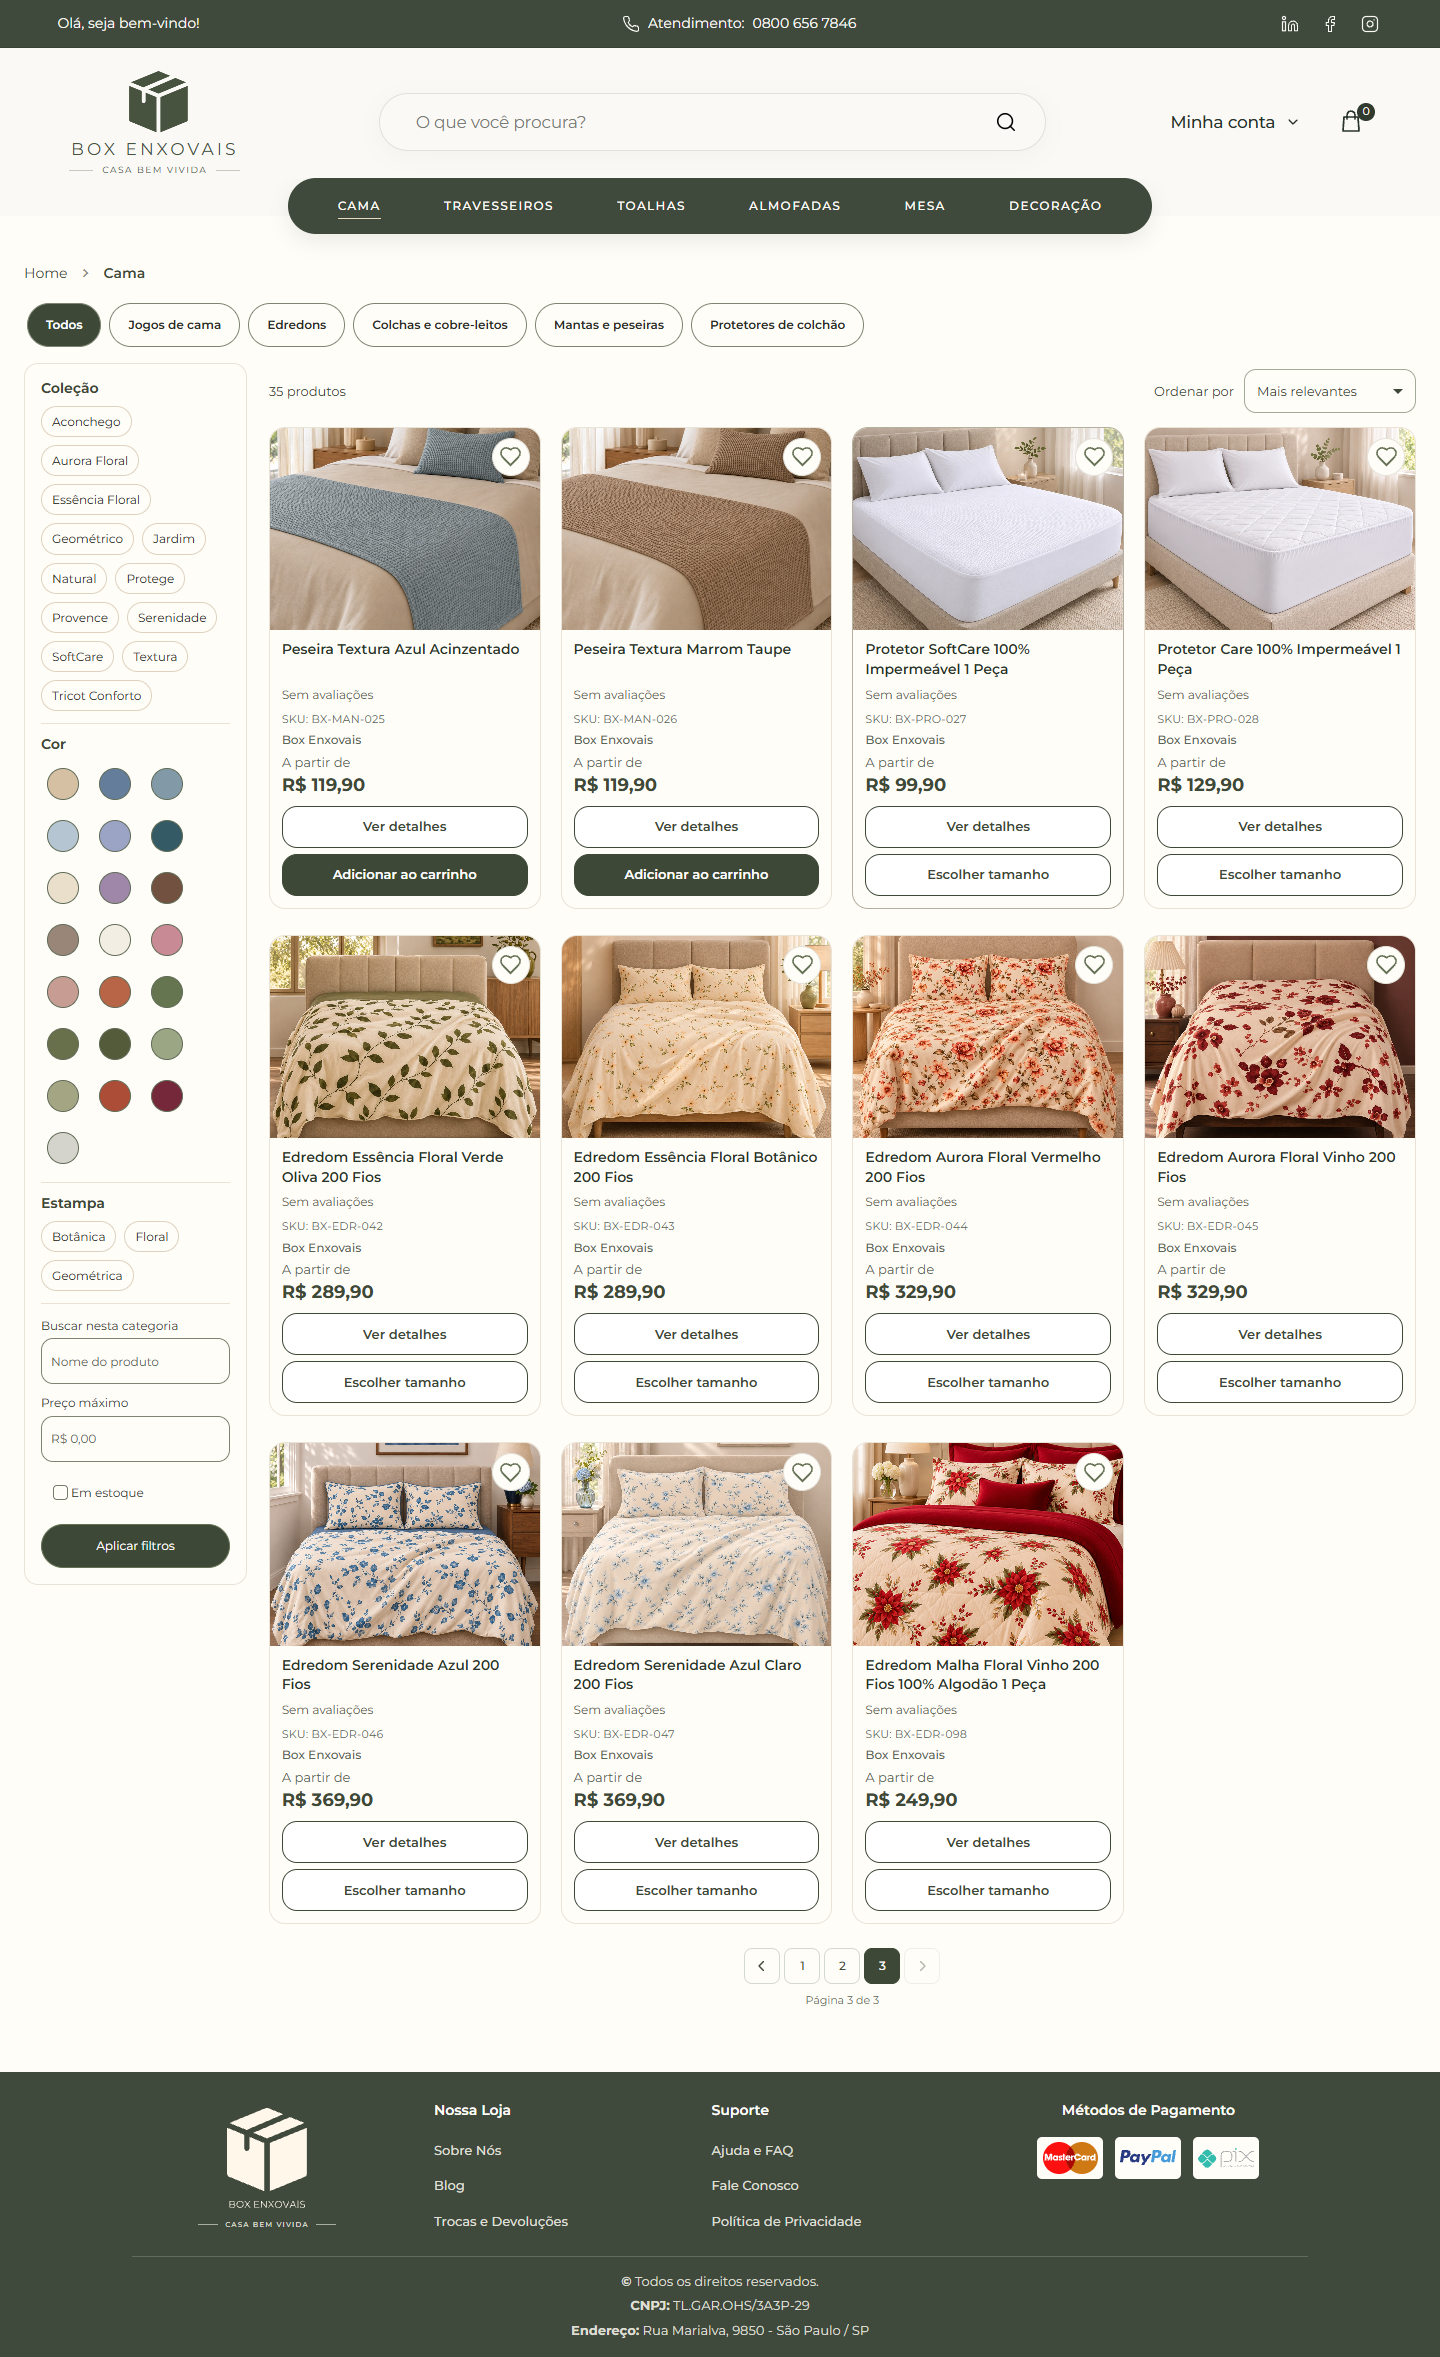 Olá, seja bem-vindo!
Atendimento: 0800 656 7846
BOX ENXOVAIS
CASA BEM VIVIDA
O que você procura?
Minha conta
0
CAMA TRAVESSEIROS TOALHAS ALMOFADAS MESA DECORAÇÃO
Home > Cama
Todos Jogos de cama Edredons Colchas e cobre-leitos Mantas e peseiras Protetores de colchão
Coleção
Aconchego
Aurora Floral
Essência Floral
Geométrico Jardim
Natural Protege
Provence Serenidade
SoftCare Textura
Tricot Conforto
Cor
Estampa
Botânica Floral
Geométrica
Buscar nesta categoria
Nome do produto
Preço máximo
R$ 0,00
Em estoque
Aplicar filtros
35 produtos
Ordenar por Mais relevantes
Peseira Textura Azul Acinzentado
Sem avaliações
SKU: BX-MAN-025
Box Enxovais
A partir de
R$ 119,90
Ver detalhes
Adicionar ao carrinho
Peseira Textura Marrom Taupe
Sem avaliações
SKU: BX-MAN-026
Box Enxovais
A partir de
R$ 119,90
Ver detalhes
Adicionar ao carrinho
Protetor SoftCare 100%
Impermeável 1 Peça
Sem avaliações
SKU: BX-PRO-027
Box Enxovais
A partir de
R$ 99,90
Ver detalhes
Escolher tamanho
Protetor Care 100% Impermeável 1
Peça
Sem avaliações
SKU: BX-PRO-028
Box Enxovais
A partir de
R$ 129,90
Ver detalhes
Escolher tamanho
Edredom Essência Floral Verde
Oliva 200 Fios
Sem avaliações
SKU: BX-EDR-042
Box Enxovais
A partir de
R$ 289,90
Ver detalhes
Escolher tamanho
Edredom Essência Floral Botânico
200 Fios
Sem avaliações
SKU: BX-EDR-043
Box Enxovais
A partir de
R$ 289,90
Ver detalhes
Escolher tamanho
Edredom Aurora Floral Vermelho
200 Fios
Sem avaliações
SKU: BX-EDR-044
Box Enxovais
A partir de
R$ 329,90
Ver detalhes
Escolher tamanho
Edredom Aurora Floral Vinho 200
Fios
Sem avaliações
SKU: BX-EDR-045
Box Enxovais
A partir de
R$ 329,90
Ver detalhes
Escolher tamanho
Edredom Serenidade Azul 200
Fios
Sem avaliações
SKU: BX-EDR-046
Box Enxovais
A partir de
R$ 369,90
Ver detalhes
Escolher tamanho
Edredom Serenidade Azul Claro
200 Fios
Sem avaliações
SKU: BX-EDR-047
Box Enxovais
A partir de
R$ 369,90
Ver detalhes
Escolher tamanho
Edredom Malha Floral Vinho 200
Fios 100% Algodão 1 Peça
Sem avaliações
SKU: BX-EDR-098
Box Enxovais
A partir de
R$ 249,90
Ver detalhes
Escolher tamanho
1 2 3
Página 3 de 3
BOX ENXOVAIS
CASA BEM VIVIDA
Nossa Loja
Sobre Nós
Blog
Trocas e Devoluções
Suporte
Ajuda e FAQ
Fale Conosco
Política de Privacidade
Métodos de Pagamento
MasterCard PayPal pix
© Todos os direitos reservados.
CNPJ: TL.GAR.OHS/3A3P-29
Endereço: Rua Marialva, 9850 - São Paulo / SP